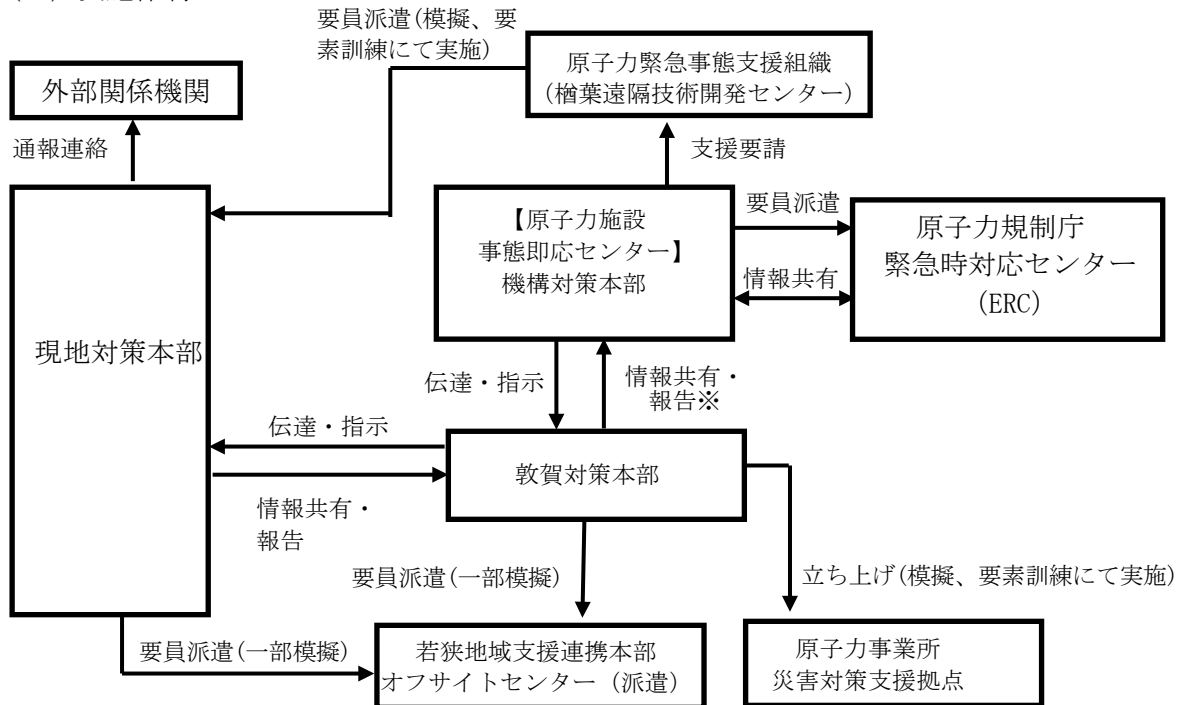 要員派遣(模擬、要
素訓練にて実施)
原子力緊急事態支援組織
(楢葉遠隔技術開発センター)
外部関係機関
通報連絡
支援要請
【原子力施設
事態即応センター】
機構対策本部
要員派遣
情報共有
原子力規制庁
緊急時対応センター
(ERC)
現地対策本部
伝達・指示
情報共有・
報告※
伝達・指示
敦賀対策本部
情報共有・
報告
要員派遣(一部模擬)
立ち上げ(模擬、要素訓練にて実施)
要員派遣(一部模擬)
若狭地域支援連携本部
オフサイトセンター（派遣）
原子力事業所
災害対策支援拠点